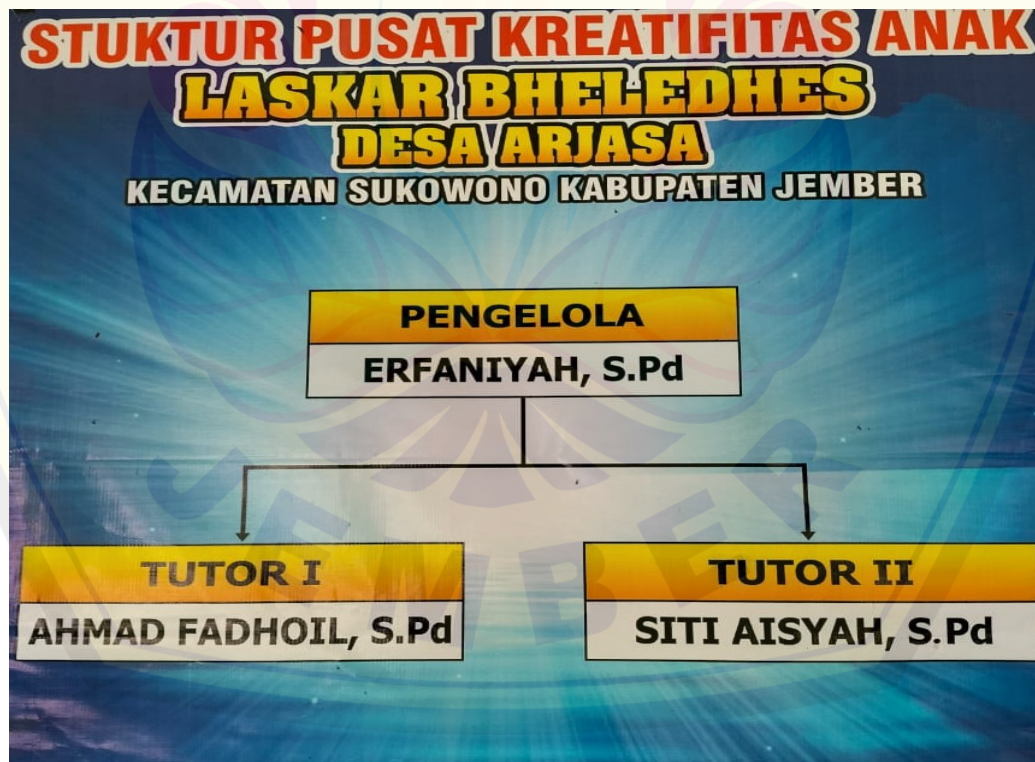 STUKTUR PUSAT KREATIFITAS ANAK
LASKAR BHELEDHES
DESA ARJASA
KECAMATAN SUKOWONO KABUPATEN JEMBER
PENGELOLA
ERFANIYAH, S.Pd
TUTOR I
AHMAD FADHOIL, S.Pd
TUTOR II
SITI AISYAH, S.Pd
JEMBER